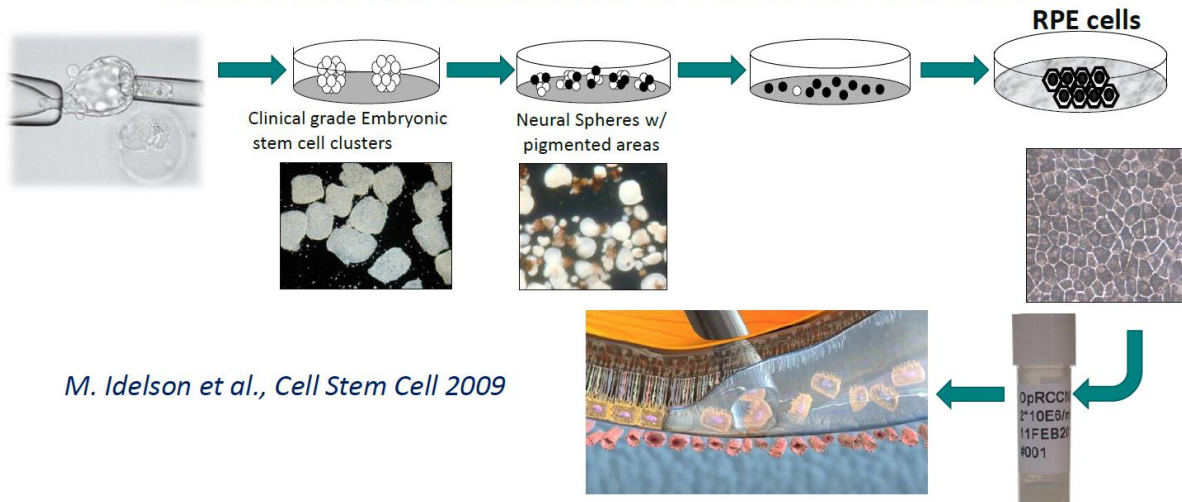 RPE cells
Clinical grade Embryonic
stem cell clusters
Neural Spheres w/
pigmented areas
M. Idelson et al., Cell Stem Cell 2009
OpRCCM
2*10E6/m
11FEB20
#001